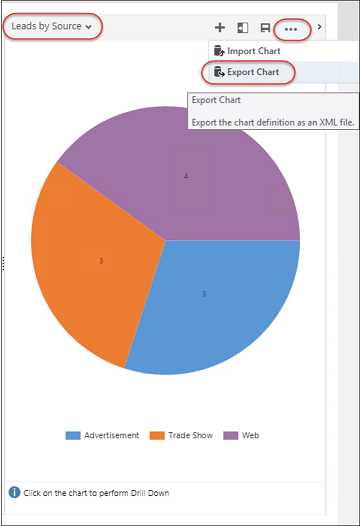 Leads by Source
Import Chart
Export Chart
Export Chart
Export the chart definition as an XML file.
4
3
3
Advertisement Trade Show Web
Click on the chart to perform Drill Down